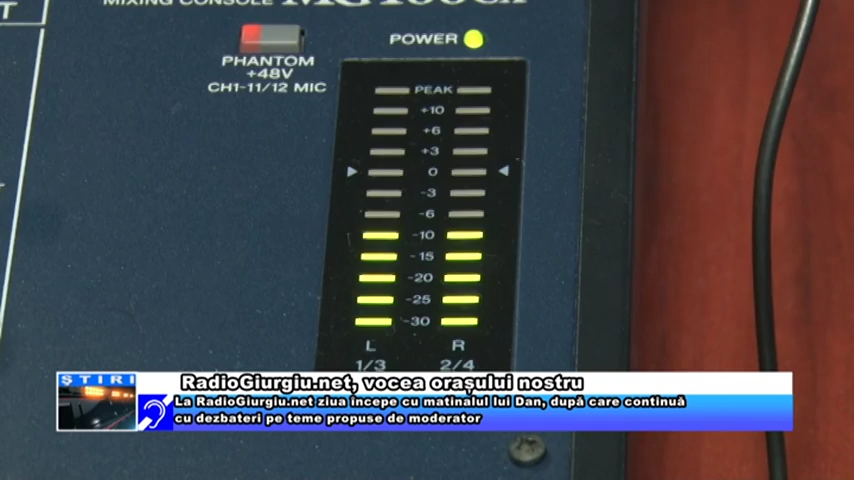 T
MIXING CONSOLE MG166CX
POWER
PHANTOM
+48V
CH1-11/12 MIC
PEAK
+10
+6
+3
0
-3
-6
-10
-15
-20
-25
-30
L R
1/3 2/4
ȘTIRI
RadioGiurgiu.net, vocea orașului nostru
La RadioGiurgiu.net ziua începe cu matinalul lui Dan, după care continuă
cu dezbateri pe teme propuse de moderator